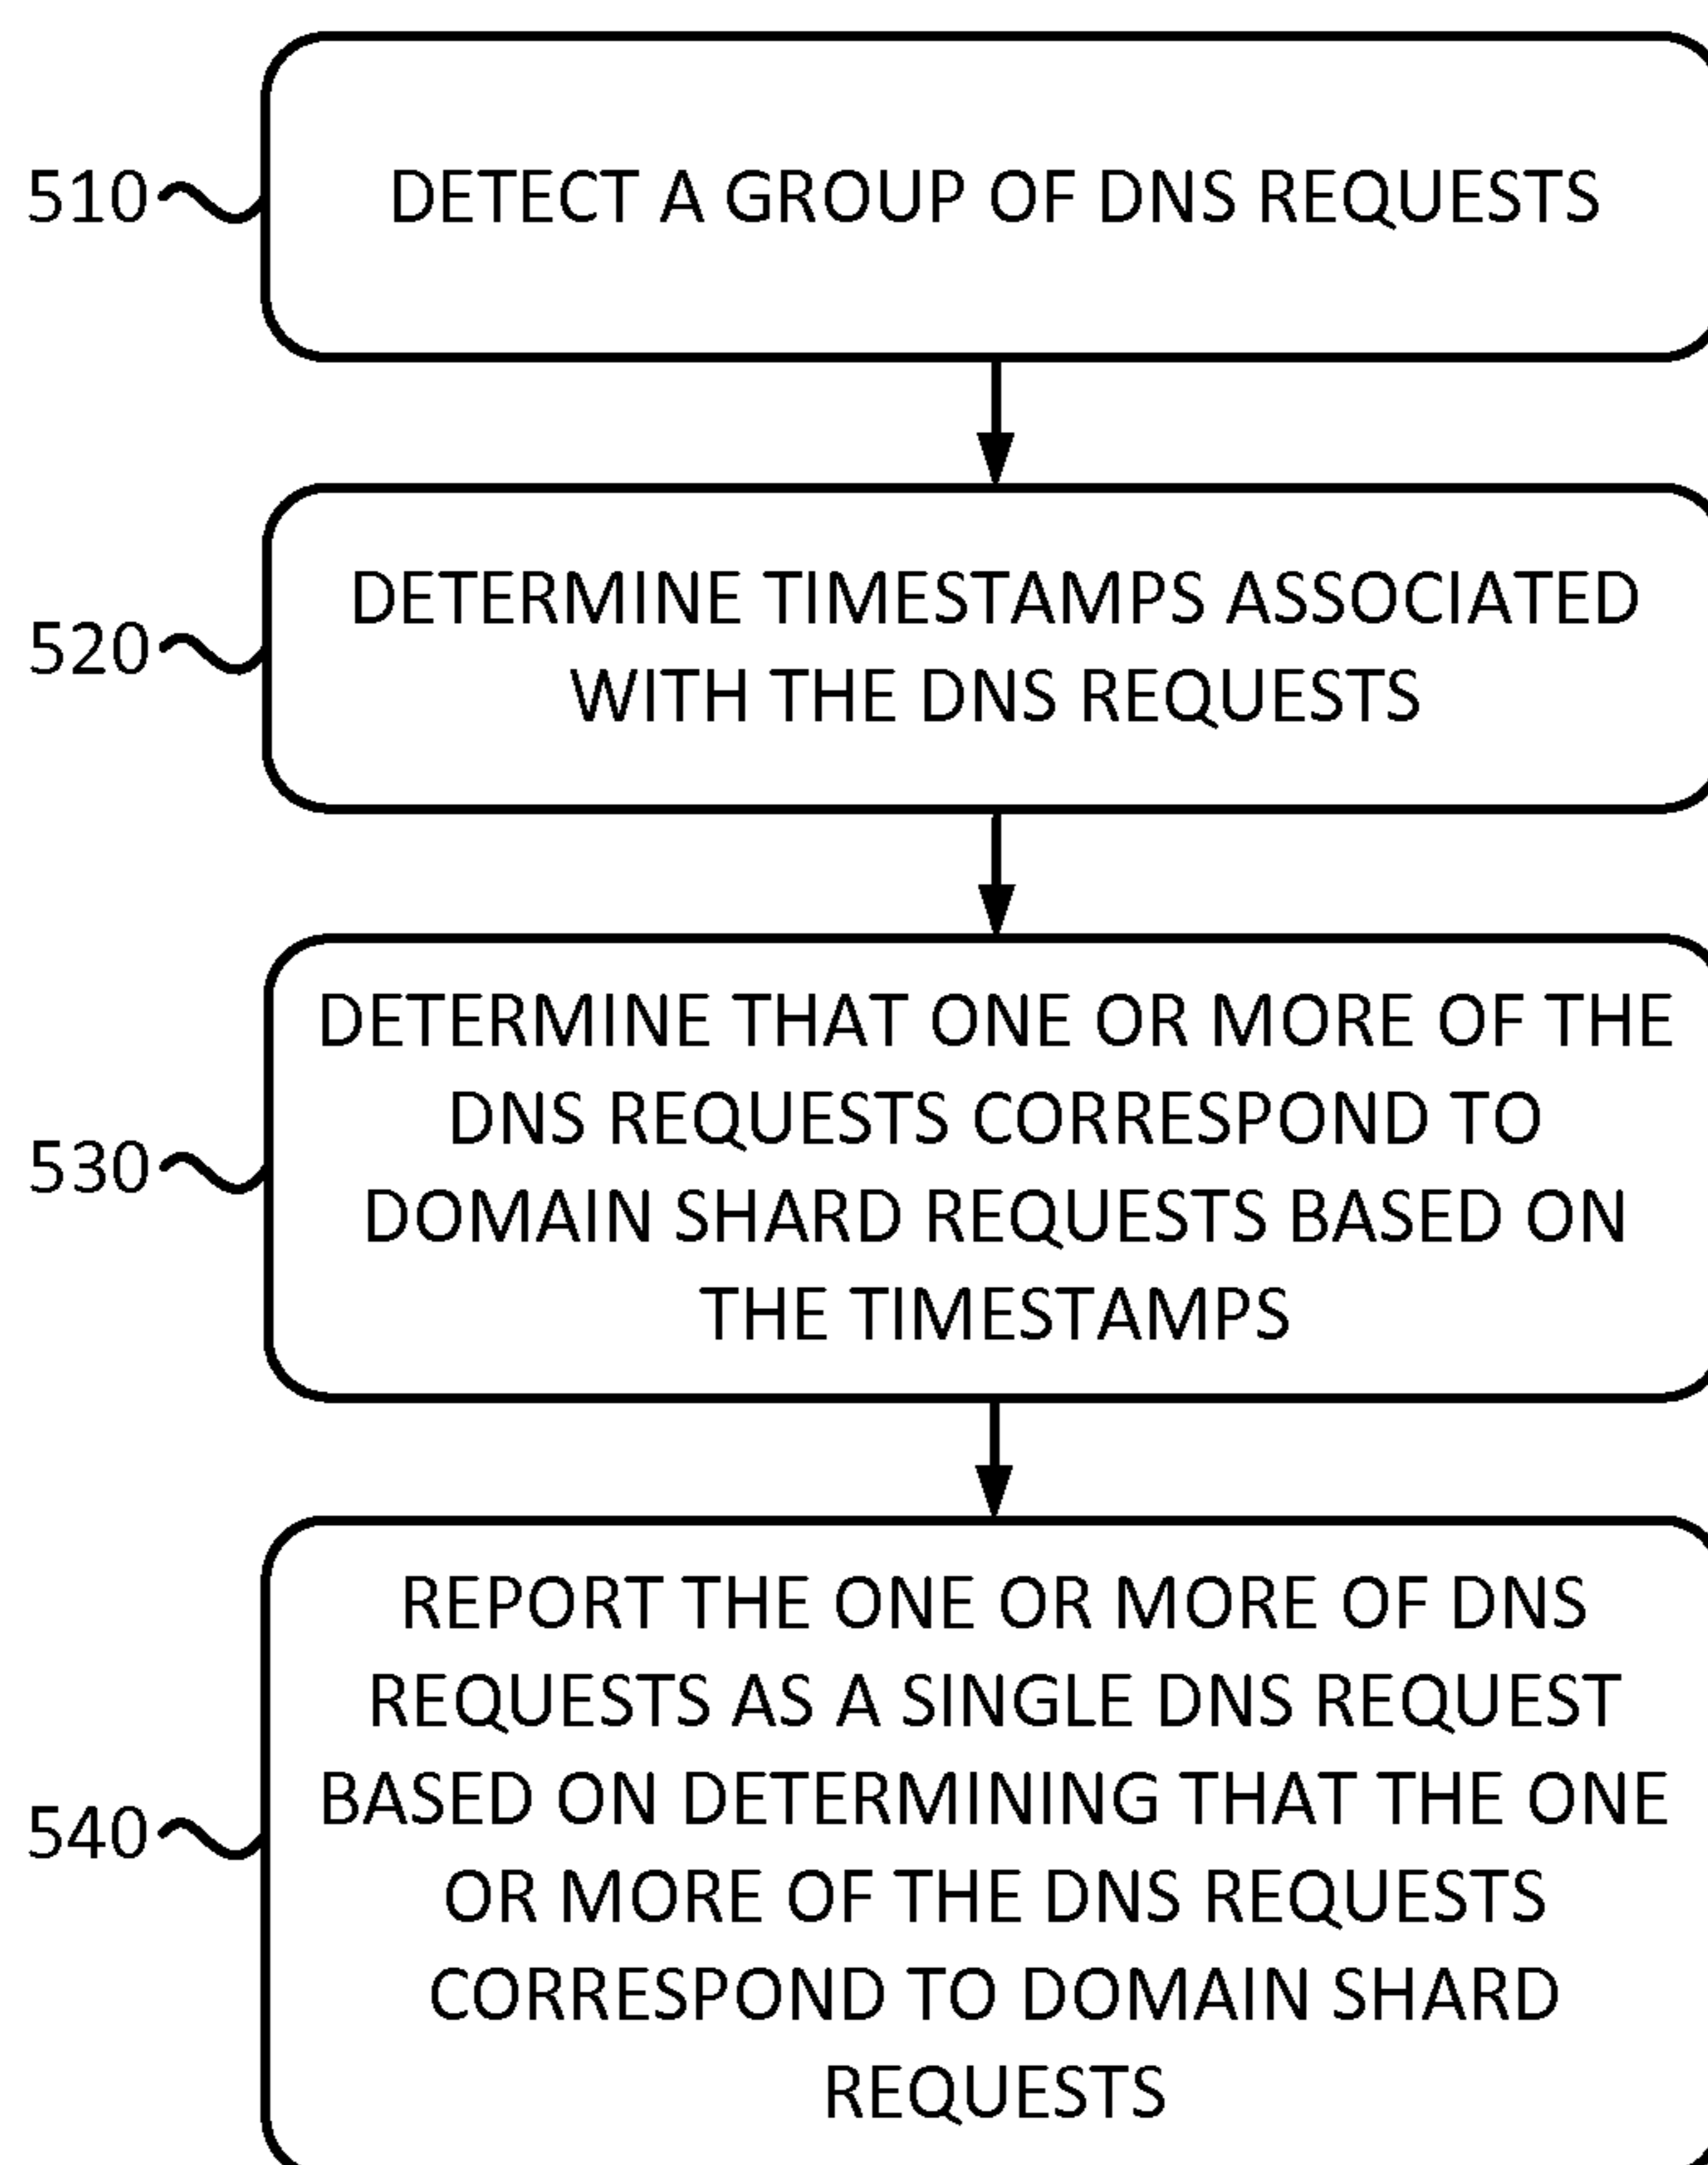 510
DETECT A GROUP OF DNS REQUESTS
520
DETERMINE TIMESTAMPS ASSOCIATED
WITH THE DNS REQUESTS
530
DETERMINE THAT ONE OR MORE OF THE
DNS REQUESTS CORRESPOND TO
DOMAIN SHARD REQUESTS BASED ON
THE TIMESTAMPS
540
REPORT THE ONE OR MORE OF DNS
REQUESTS AS A SINGLE DNS REQUEST
BASED ON DETERMINING THAT THE ONE
OR MORE OF THE DNS REQUESTS
CORRESPOND TO DOMAIN SHARD
REQUESTS